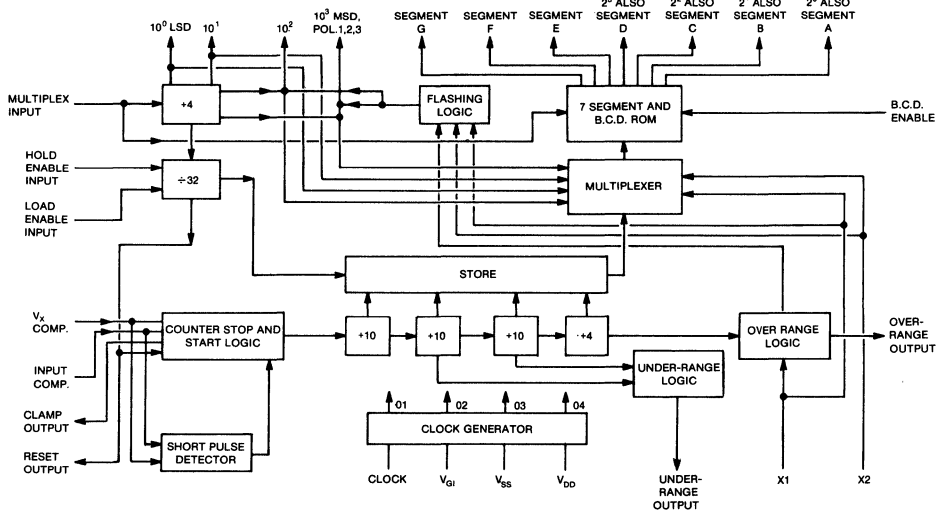 10³ MSD,
POL.1,2,3
10⁰ LSD
10¹
10²
SEGMENT
G
SEGMENT
F
SEGMENT
E
ALSO
SEGMENT
D
ALSO
SEGMENT
C
ALSO
SEGMENT
B
ALSO
SEGMENT
A
MULTIPLEX
INPUT
+4
FLASHING
LOGIC
7 SEGMENT AND
B.C.D. ROM
B.C.D.
ENABLE
HOLD
ENABLE
INPUT
÷32
MULTIPLEXER
LOAD
ENABLE
INPUT
STORE
VX
COMP.
COUNTER STOP AND
START LOGIC
+10
+10
+10
+4
OVER RANGE
LOGIC
OVER-
RANGE
OUTPUT
INPUT
COMP.
UNDER-RANGE
LOGIC
CLAMP
OUTPUT
01
02
03
04
CLOCK GENERATOR
RESET
OUTPUT
SHORT PULSE
DETECTOR
CLOCK
VGI
VSS
VDD
UNDER-
RANGE
OUTPUT
X1
X2